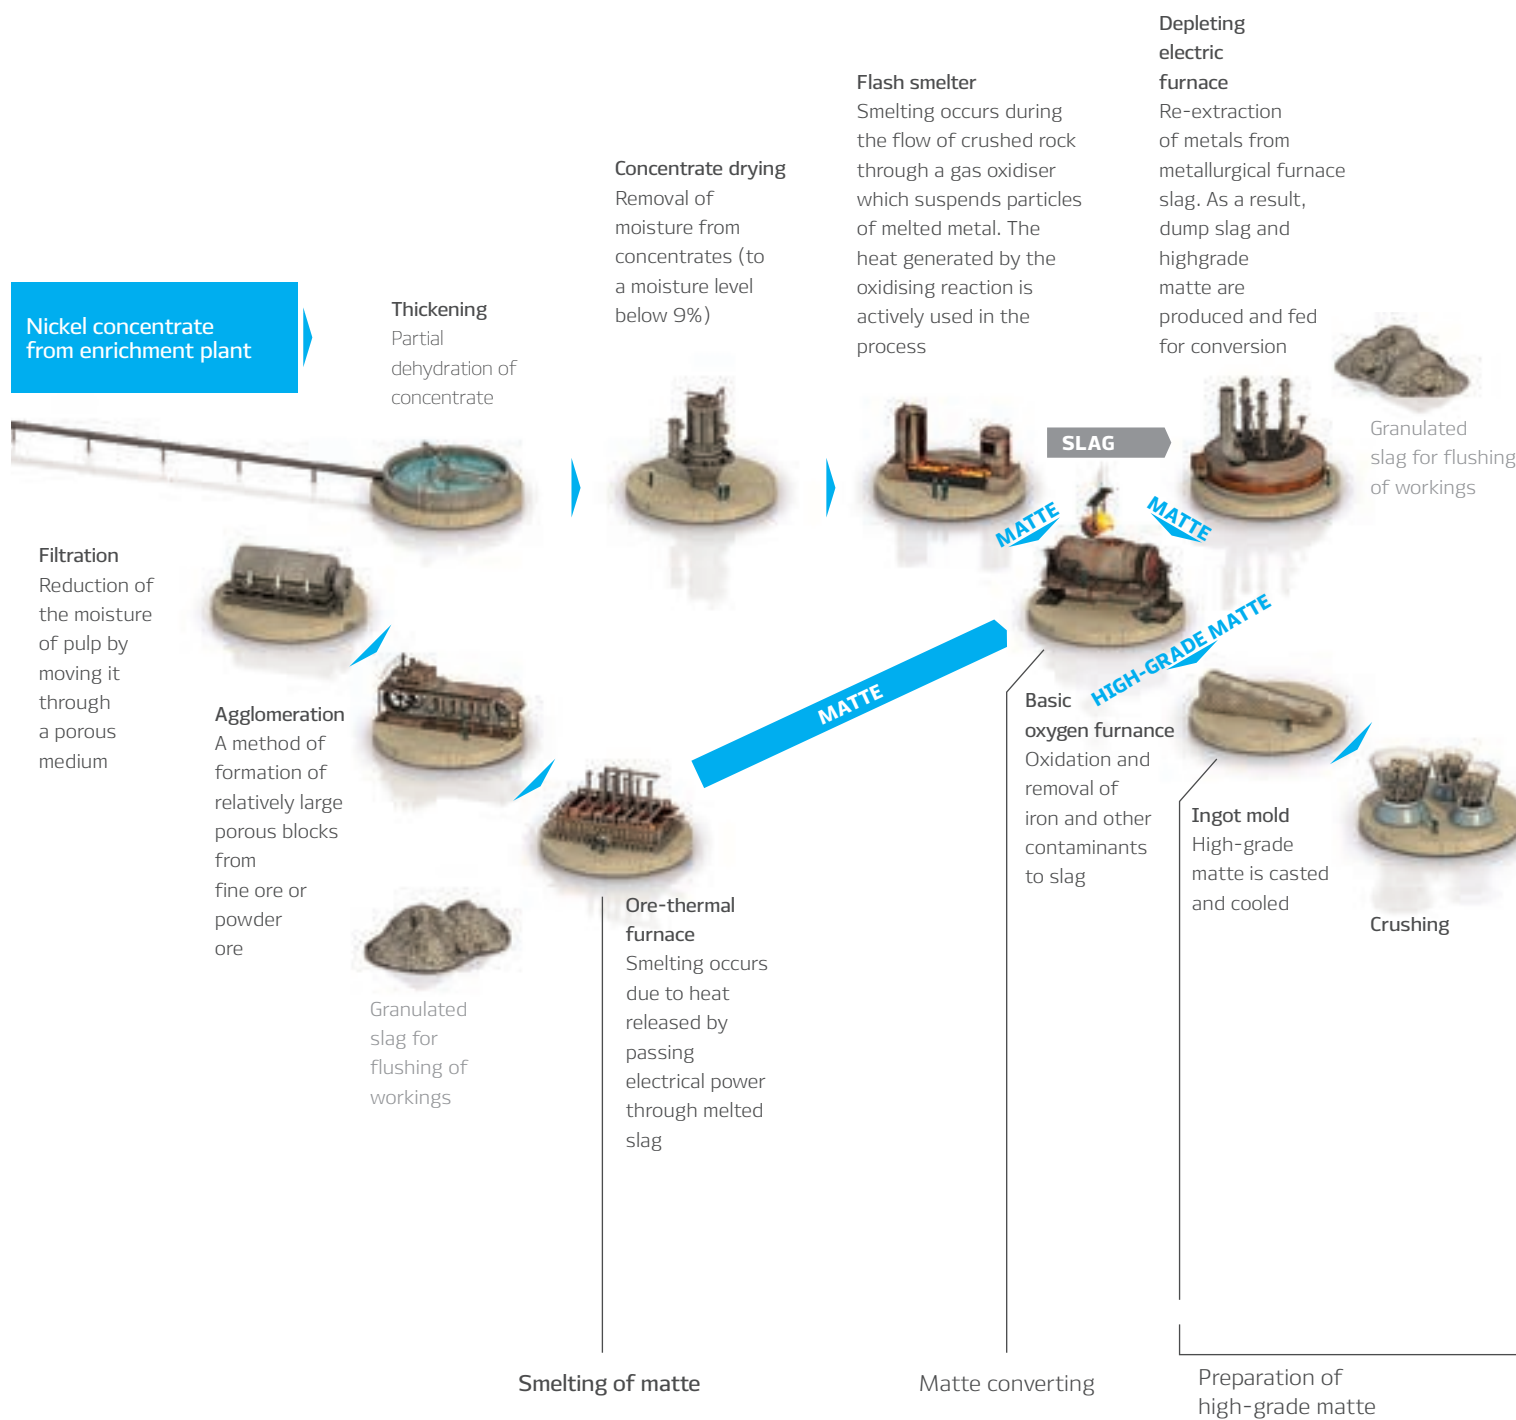 Nickel concentrate
from enrichment plant
Thickening
Partial
dehydration of
concentrate
Concentrate drying
Removal of
moisture from
concentrates (to
a moisture level
below 9%)
Flash smelter
Smelting occurs during
the flow of crushed rock
through a gas oxidiser
which suspends particles
of melted metal. The
heat generated by the
oxidising reaction is
actively used in the
process
Depleting
electric
furnace
Re-extraction
of metals from
metallurgical furnace
slag. As a result,
dump slag and
highgrade
matte are
produced and fed
for conversion
SLAG
Granulated
slag for flushing
of workings
MATTE
MATTE
Filtration
Reduction of
the moisture
of pulp by
moving it
through
a porous
medium
Agglomeration
A method of
formation of
relatively large
porous blocks
from
fine ore or
powder
ore
Granulated
slag for
flushing of
workings
Ore-thermal
furnace
Smelting occurs
due to heat
released by
passing
electrical power
through melted
slag
MATTE
HIGH-GRADE MATTE
Basic
oxygen furnance
Oxidation and
removal of
iron and other
contaminants
to slag
Ingot mold
High-grade
matte is casted
and cooled
Crushing
Smelting of matte
Matte converting
Preparation of
high-grade matte